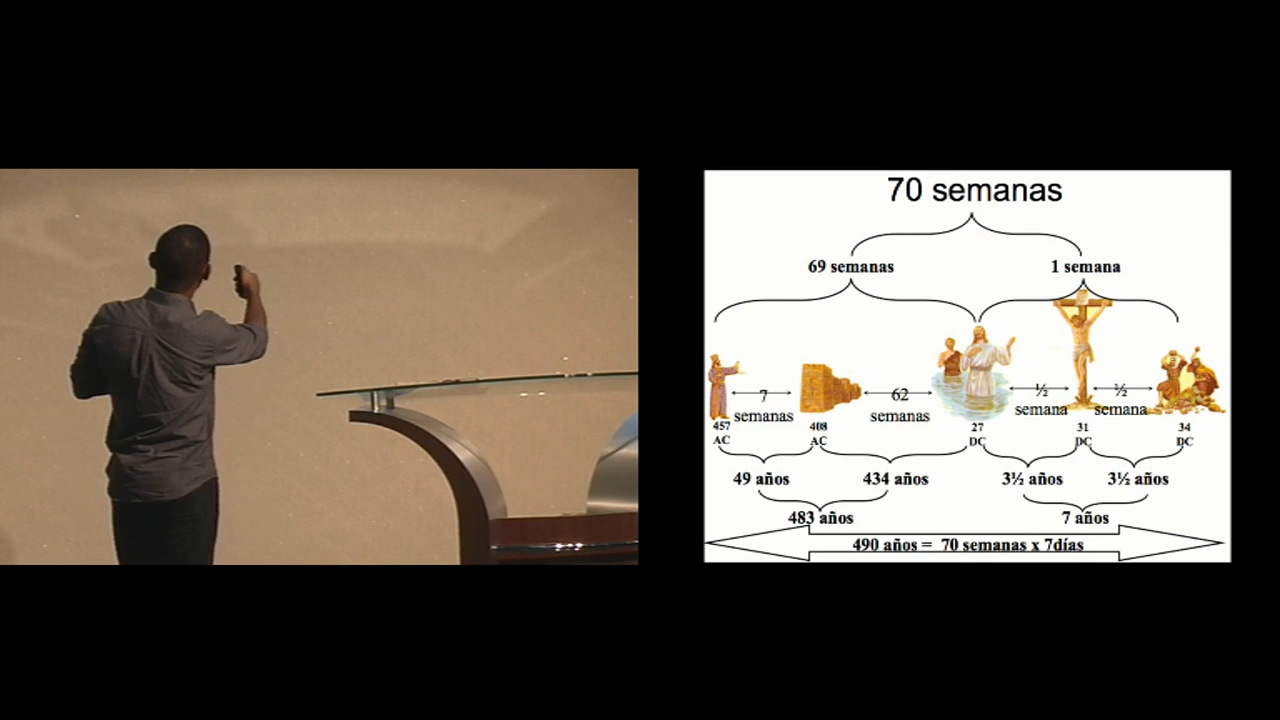 70 semanas
69 semanas
1 semana
7
semanas
62
semanas
½
semana
½
semana
457
AC
408
AC
27
DC
31
DC
34
DC
49 años
434 años
3½ años
3½ años
483 años
7 años
490 años = 70 semanas x 7días